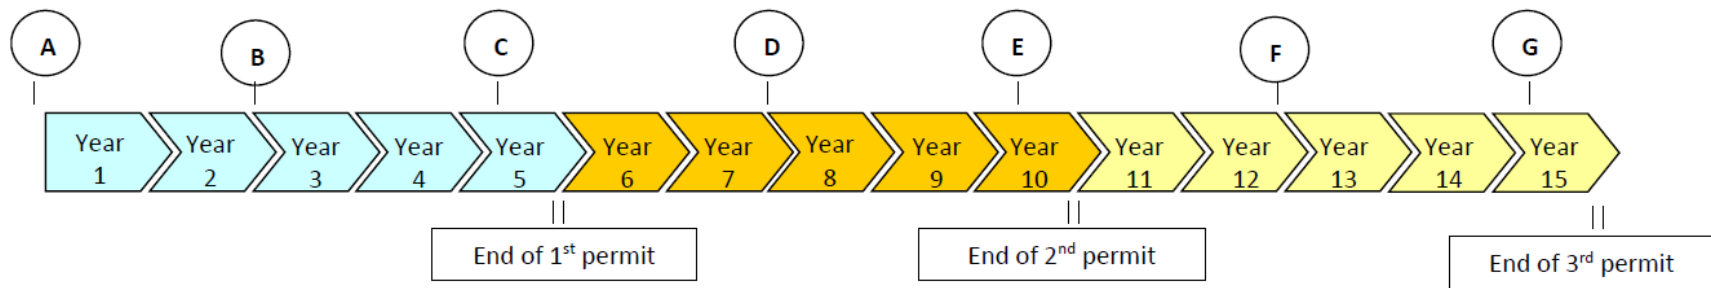 A
B
C
D
E
F
G
Year
1
Year
2
Year
3
Year
4
Year
5
Year
6
Year
7
Year
8
Year
9
Year
10
Year
11
Year
12
Year
13
Year
14
Year
15
End of 1st permit
End of 2nd permit
End of 3rd permit